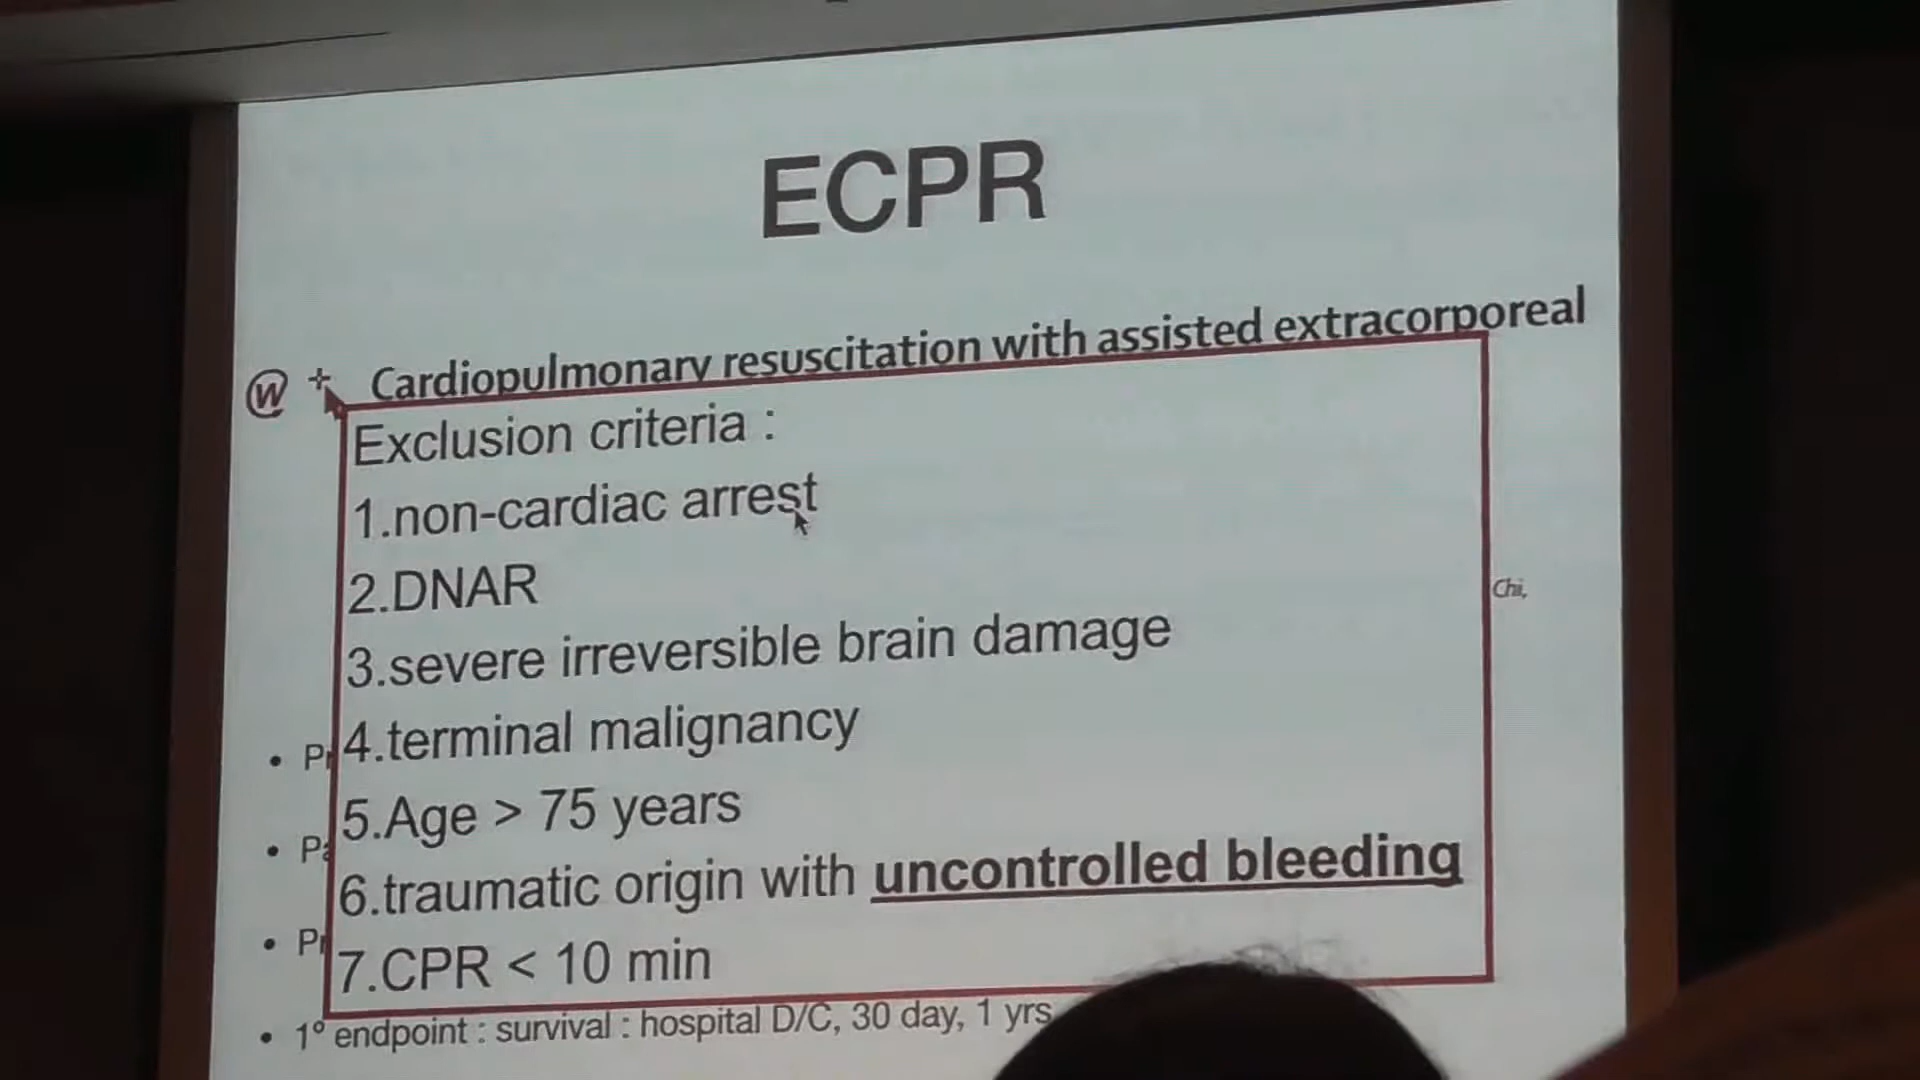 ECPR
Cardiopulmonary resuscitation with assisted extracorporeal
Exclusion criteria :
1.non-cardiac arrest
2.DNAR
3.severe irreversible brain damage
4.terminal malignancy
5.Age > 75 years
6.traumatic origin with uncontrolled bleeding
7.CPR < 10 min
Chi,
• 1° endpoint : survival : hospital D/C, 30 day, 1 yrs